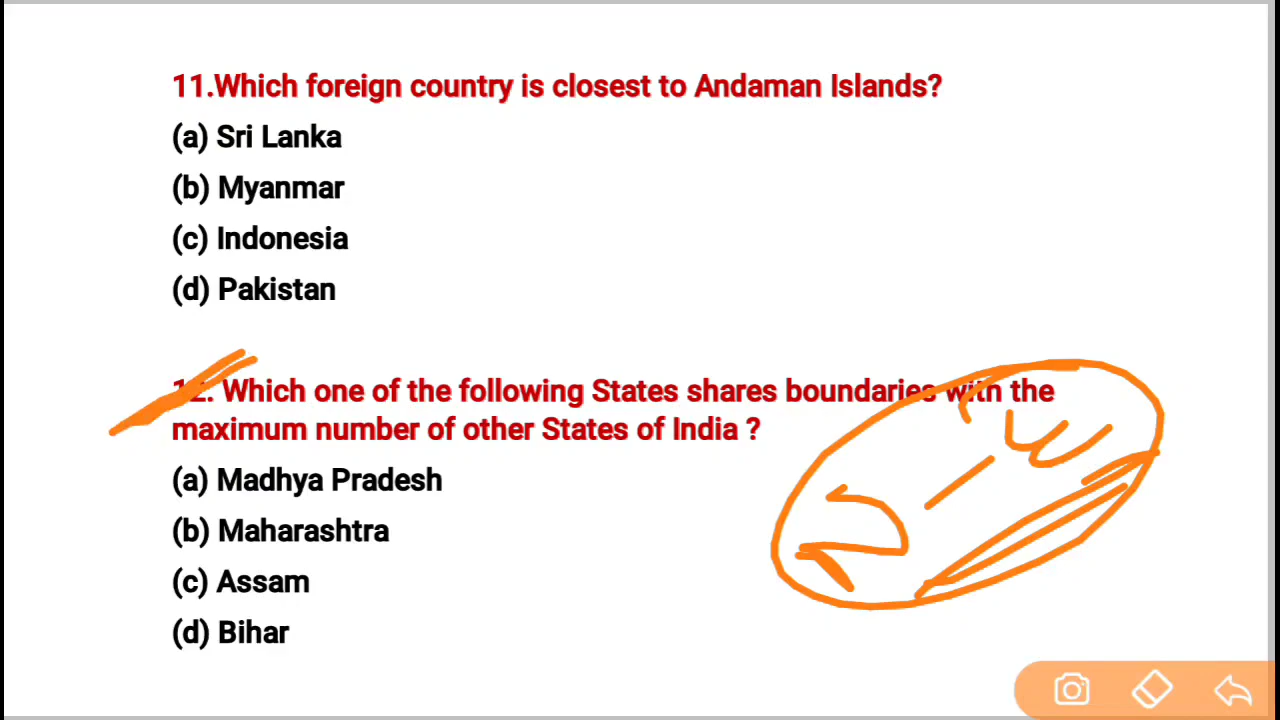 11.Which foreign country is closest to Andaman Islands?
(a) Sri Lanka
(b) Myanmar
(c) Indonesia
(d) Pakistan
12. Which one of the following States shares boundaries with the
maximum number of other States of India ?
(a) Madhya Pradesh
(b) Maharashtra
(c) Assam
(d) Bihar